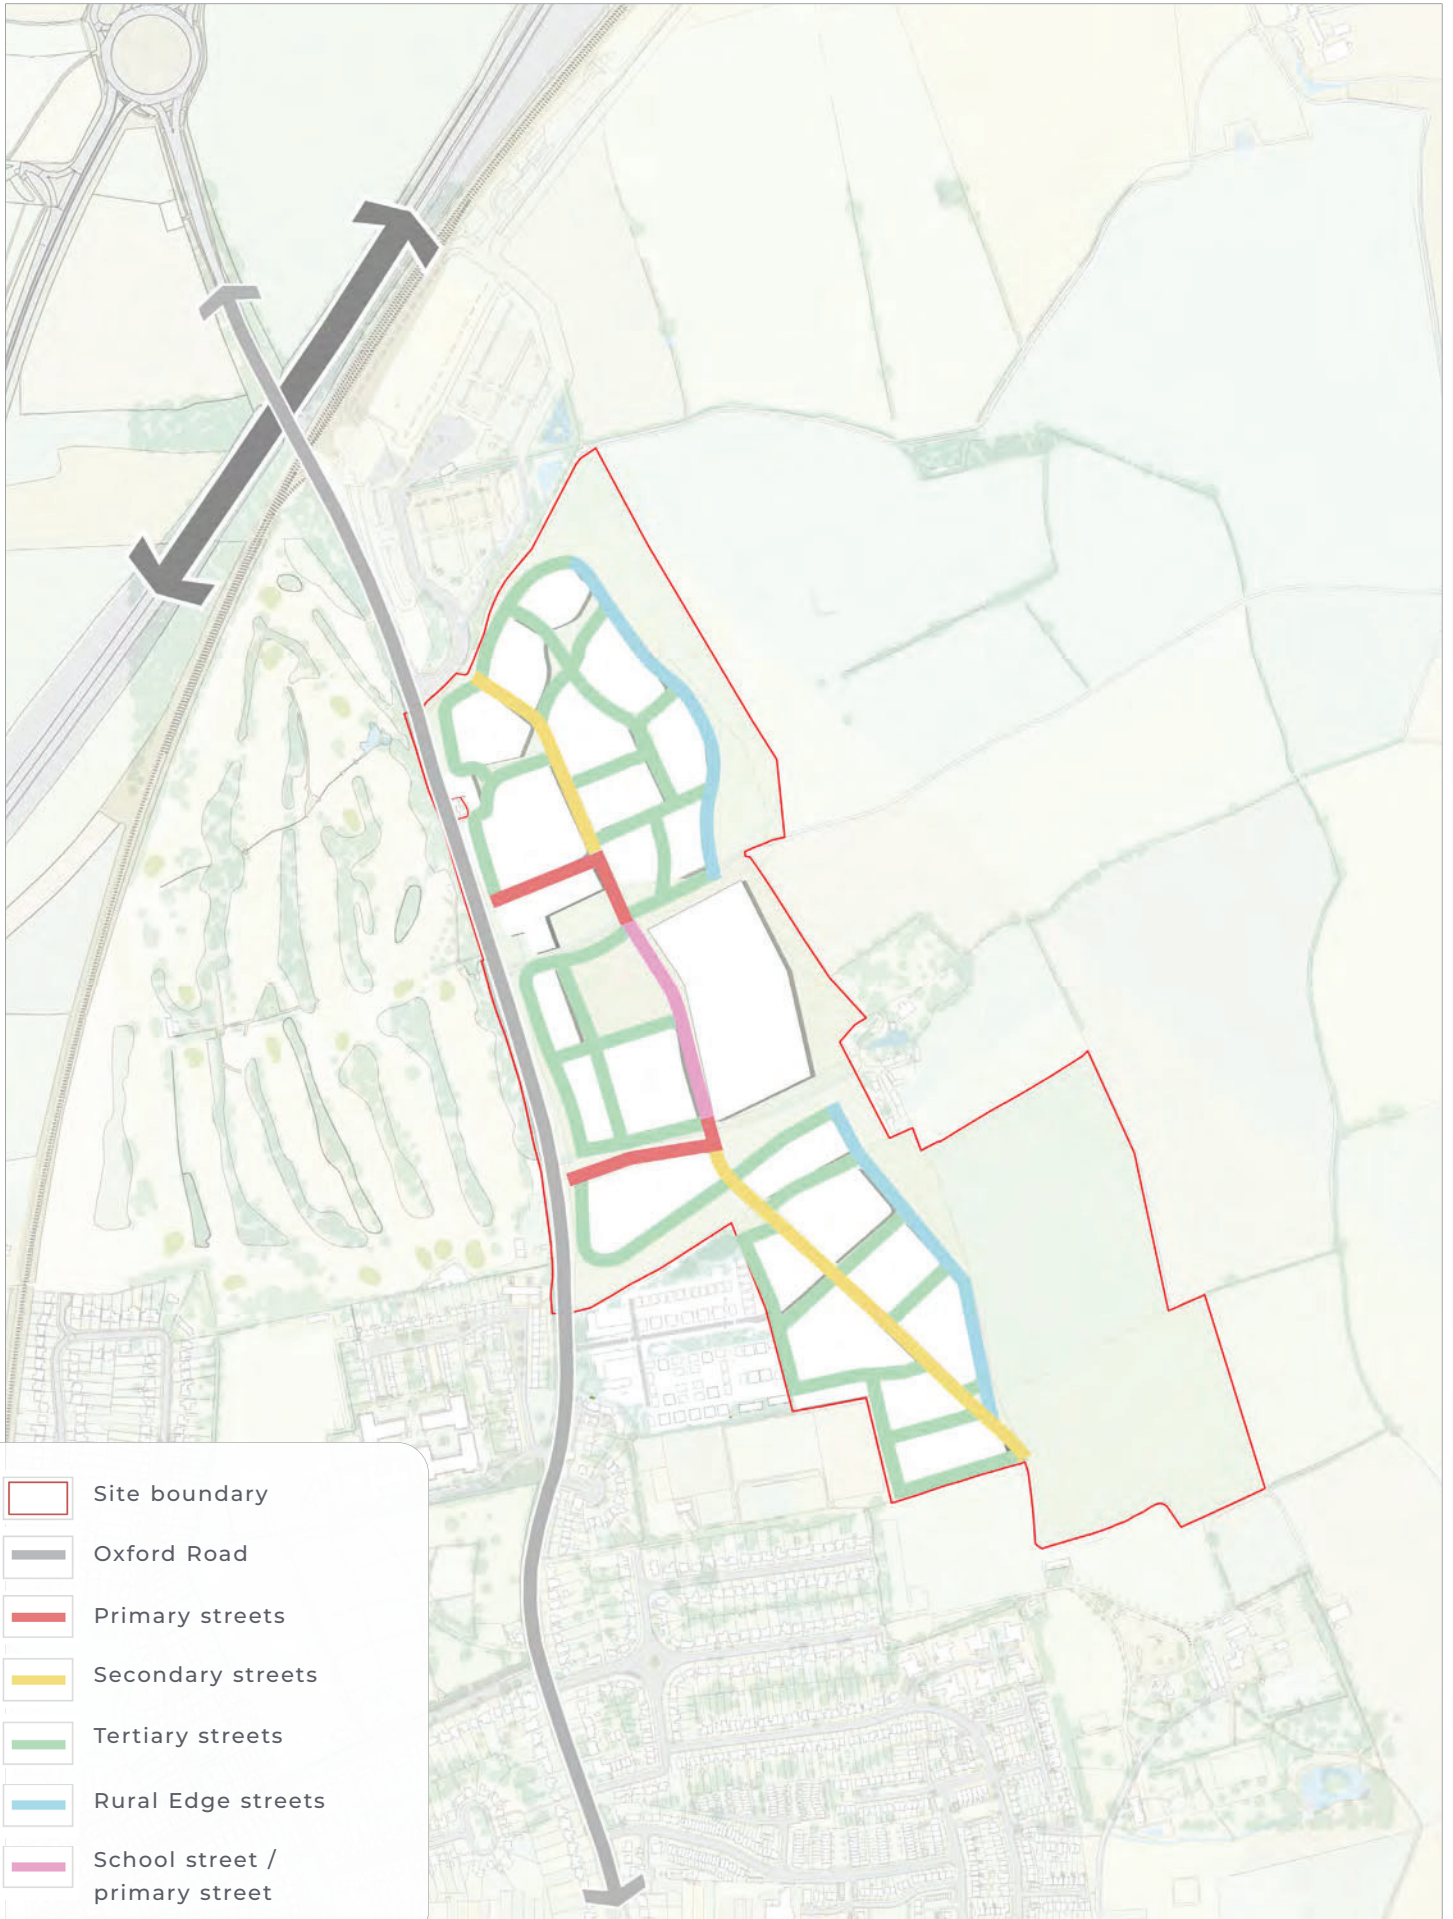 Site boundary
Oxford Road
Primary streets
Secondary streets
Tertiary streets
Rural Edge streets
School street /
primary street